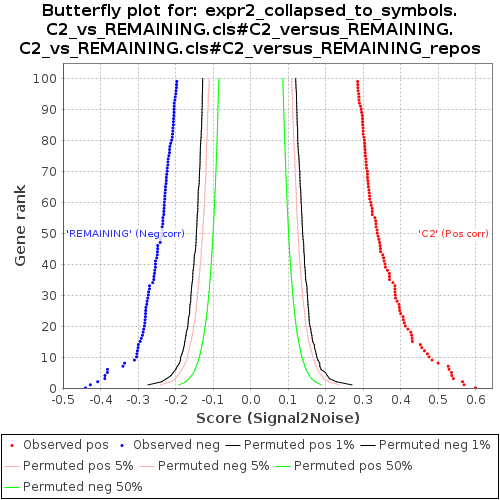 Butterfly plot for: expr2_collapsed_to_symbols.
C2_vs_REMAINING.cls#C2_versus_REMAINING.
C2_vs_REMAINING.cls#C2_versus_REMAINING_repos
100
90
80
70
60
50
40
30
20
10
0
Gene rank
'REMAINING' (Neg corr)
'C2' (Pos corr)
-0.5 -0.4 -0.3 -0.2 -0.1 0.0 0.1 0.2 0.3 0.4 0.5 0.6
Score (Signal2Noise)
Observed pos Observed neg Permuted pos 1% Permuted neg 1%
Permuted pos 5% Permuted neg 5% Permuted pos 50%
Permuted neg 50%